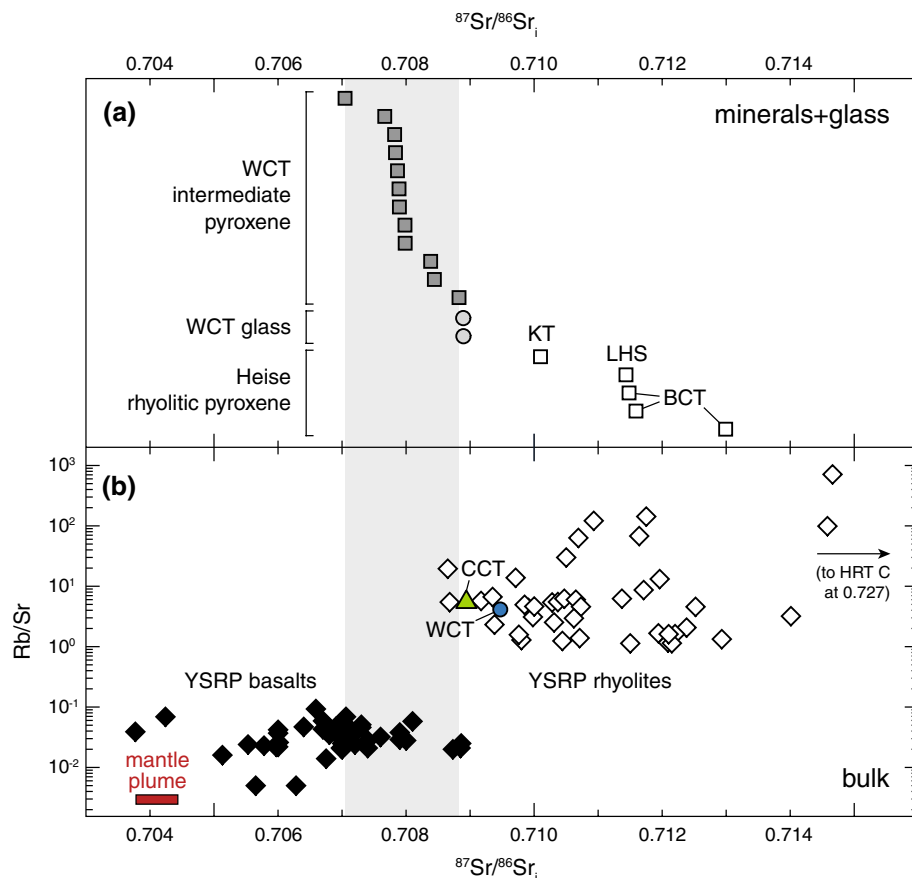 ⁸⁷Sr/⁸⁶Srᵢ
0.704 0.706 0.708 0.710 0.712 0.714
(a)
minerals+glass
WCT
intermediate
pyroxene
WCT glass
KT
LHS
Heise
rhyolitic pyroxene
BCT
10³
(b)
10²
CCT
(to HRT C
at 0.727)
10¹
WCT
10⁰
Rb/Sr
YSRP basalts
YSRP rhyolites
10⁻¹
mantle
plume
10⁻²
bulk
0.704 0.706 0.708 0.710 0.712 0.714
⁸⁷Sr/⁸⁶Srᵢ